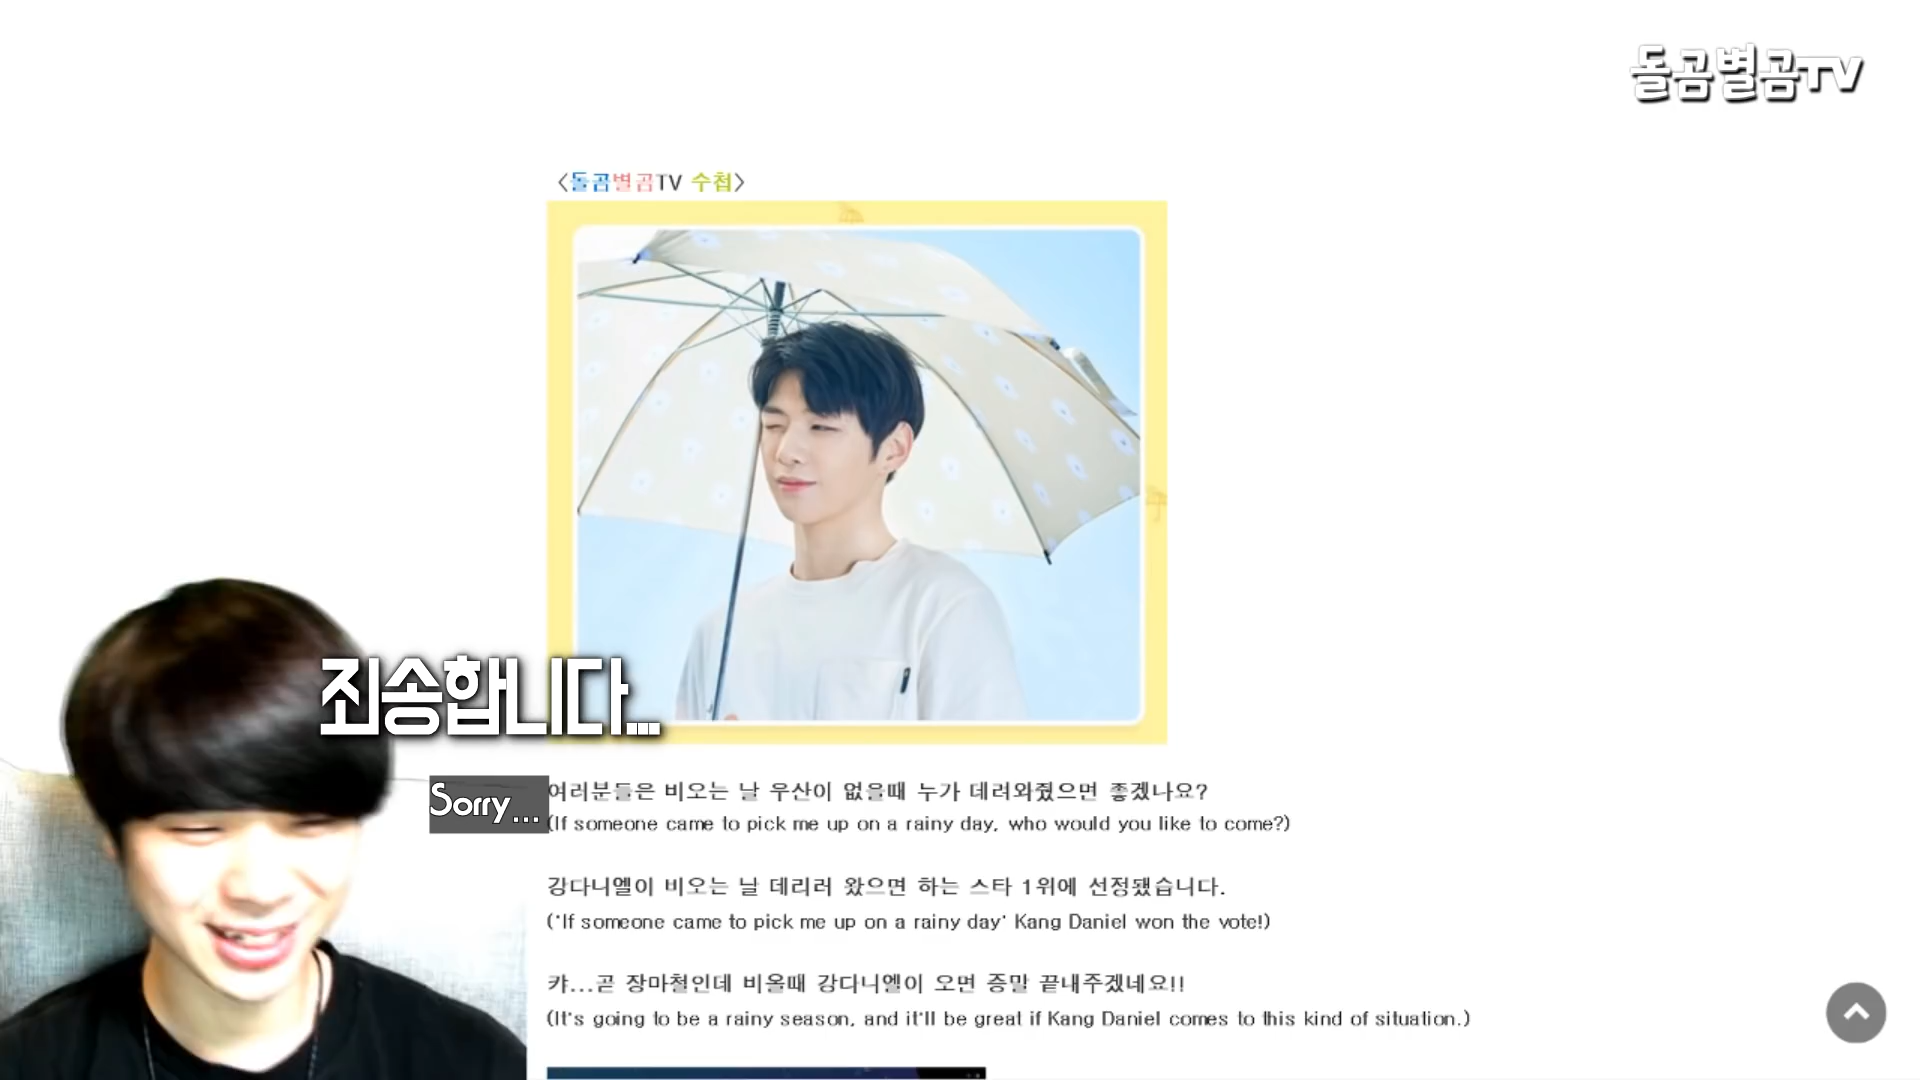 돌곰별곰TV
<돌곰별곰TV 수첩>
죄송합니다...
Sorry...
여러분들은 비오는 날 우산이 없을때 누가 데려와줬으면 좋겠나요?
(If someone came to pick me up on a rainy day, who would you like to come?)
강다니엘이 비오는 날 데리러 왔으면 하는 스타 1위에 선정됐습니다.
('If someone came to pick me up on a rainy day' Kang Daniel won the vote!)
캬...곧 장마철인데 비올때 강다니엘이 오면 증말 끝내주겠네요!!
(It's going to be a rainy season, and it'll be great if Kang Daniel comes to this kind of situation.)